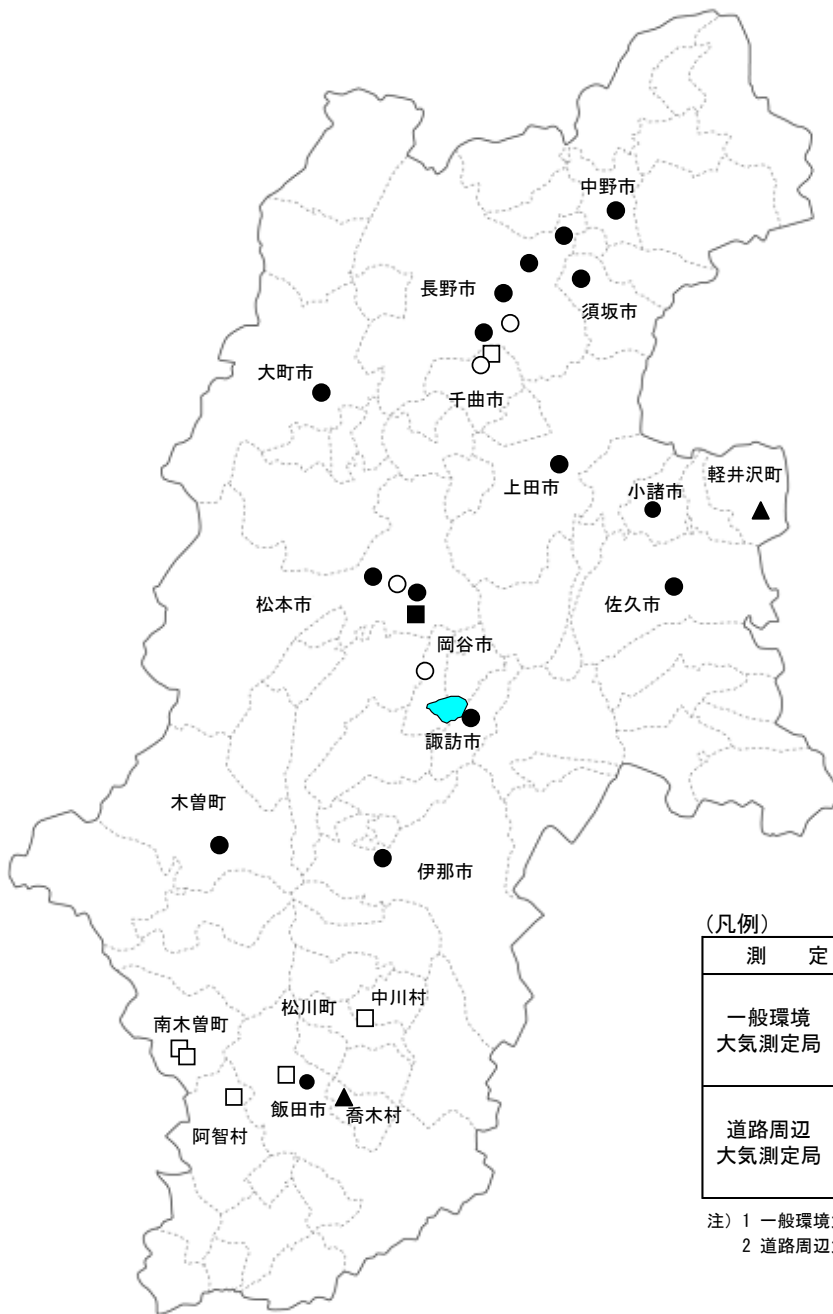 中野市
長野市
須坂市
大町市
千曲市
上田市
小諸市
軽井沢町
松本市
佐久市
岡谷市
諏訪市
木曽町
伊那市
(凡例)
測 定
一般環境
大気測定局
道路周辺
大気測定局
注) 1 一般環境
2 道路周辺
松川町
中川村
南木曽町
飯田市
喬木村
阿智村